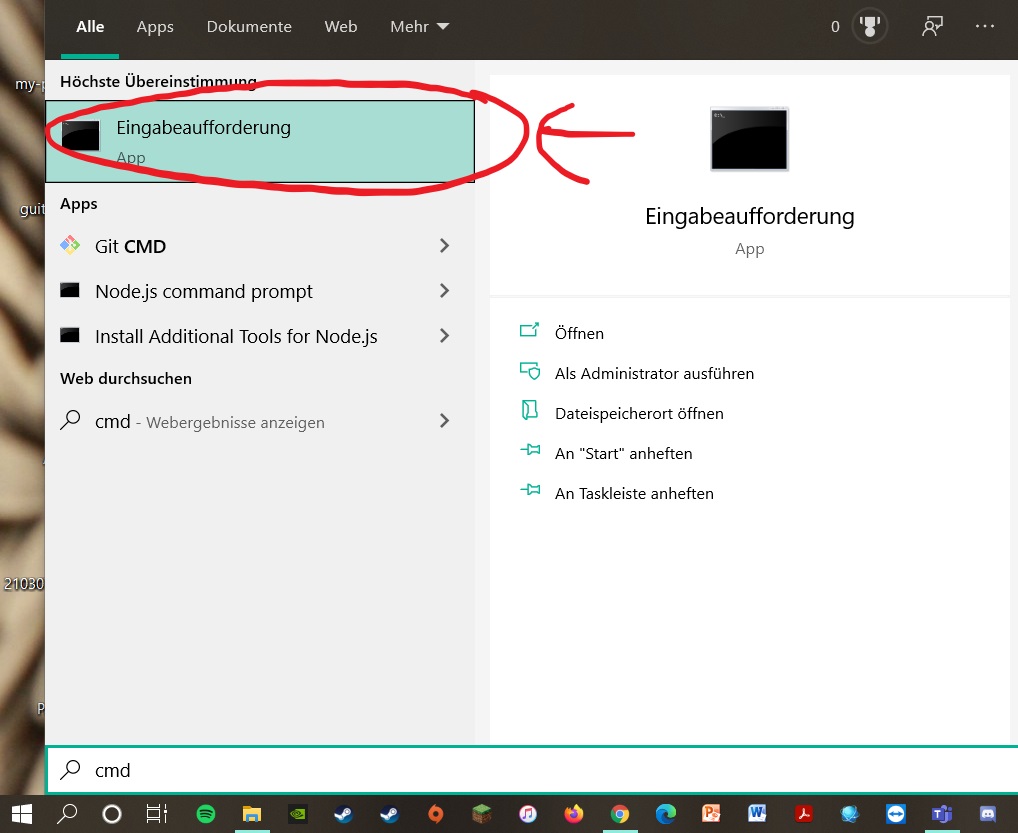 Alle Apps Dokumente Web Mehr 0
Höchste Übereinstimmung
Eingabeaufforderung
App
Apps
Git CMD
Node.js command prompt
Install Additional Tools for Node.js
Web durchsuchen
cmd - Webergebnisse anzeigen
Eingabeaufforderung
App
Öffnen
Als Administrator ausführen
Dateispeicherort öffnen
An "Start" anheften
An Taskleiste anheften
my-p
guit
21030
P
cmd